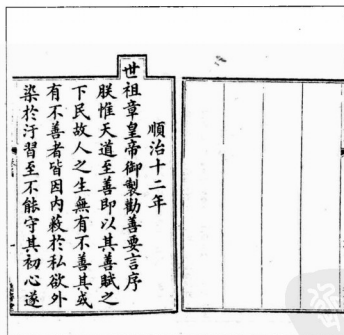 順治十二年
世祖章皇帝御製勸善要言序
朕惟天道至善即以其善賦之
下民故人之生無有不善其或
有不善者皆因内蔽於私欲外
染於汙習至不能守其初心遂